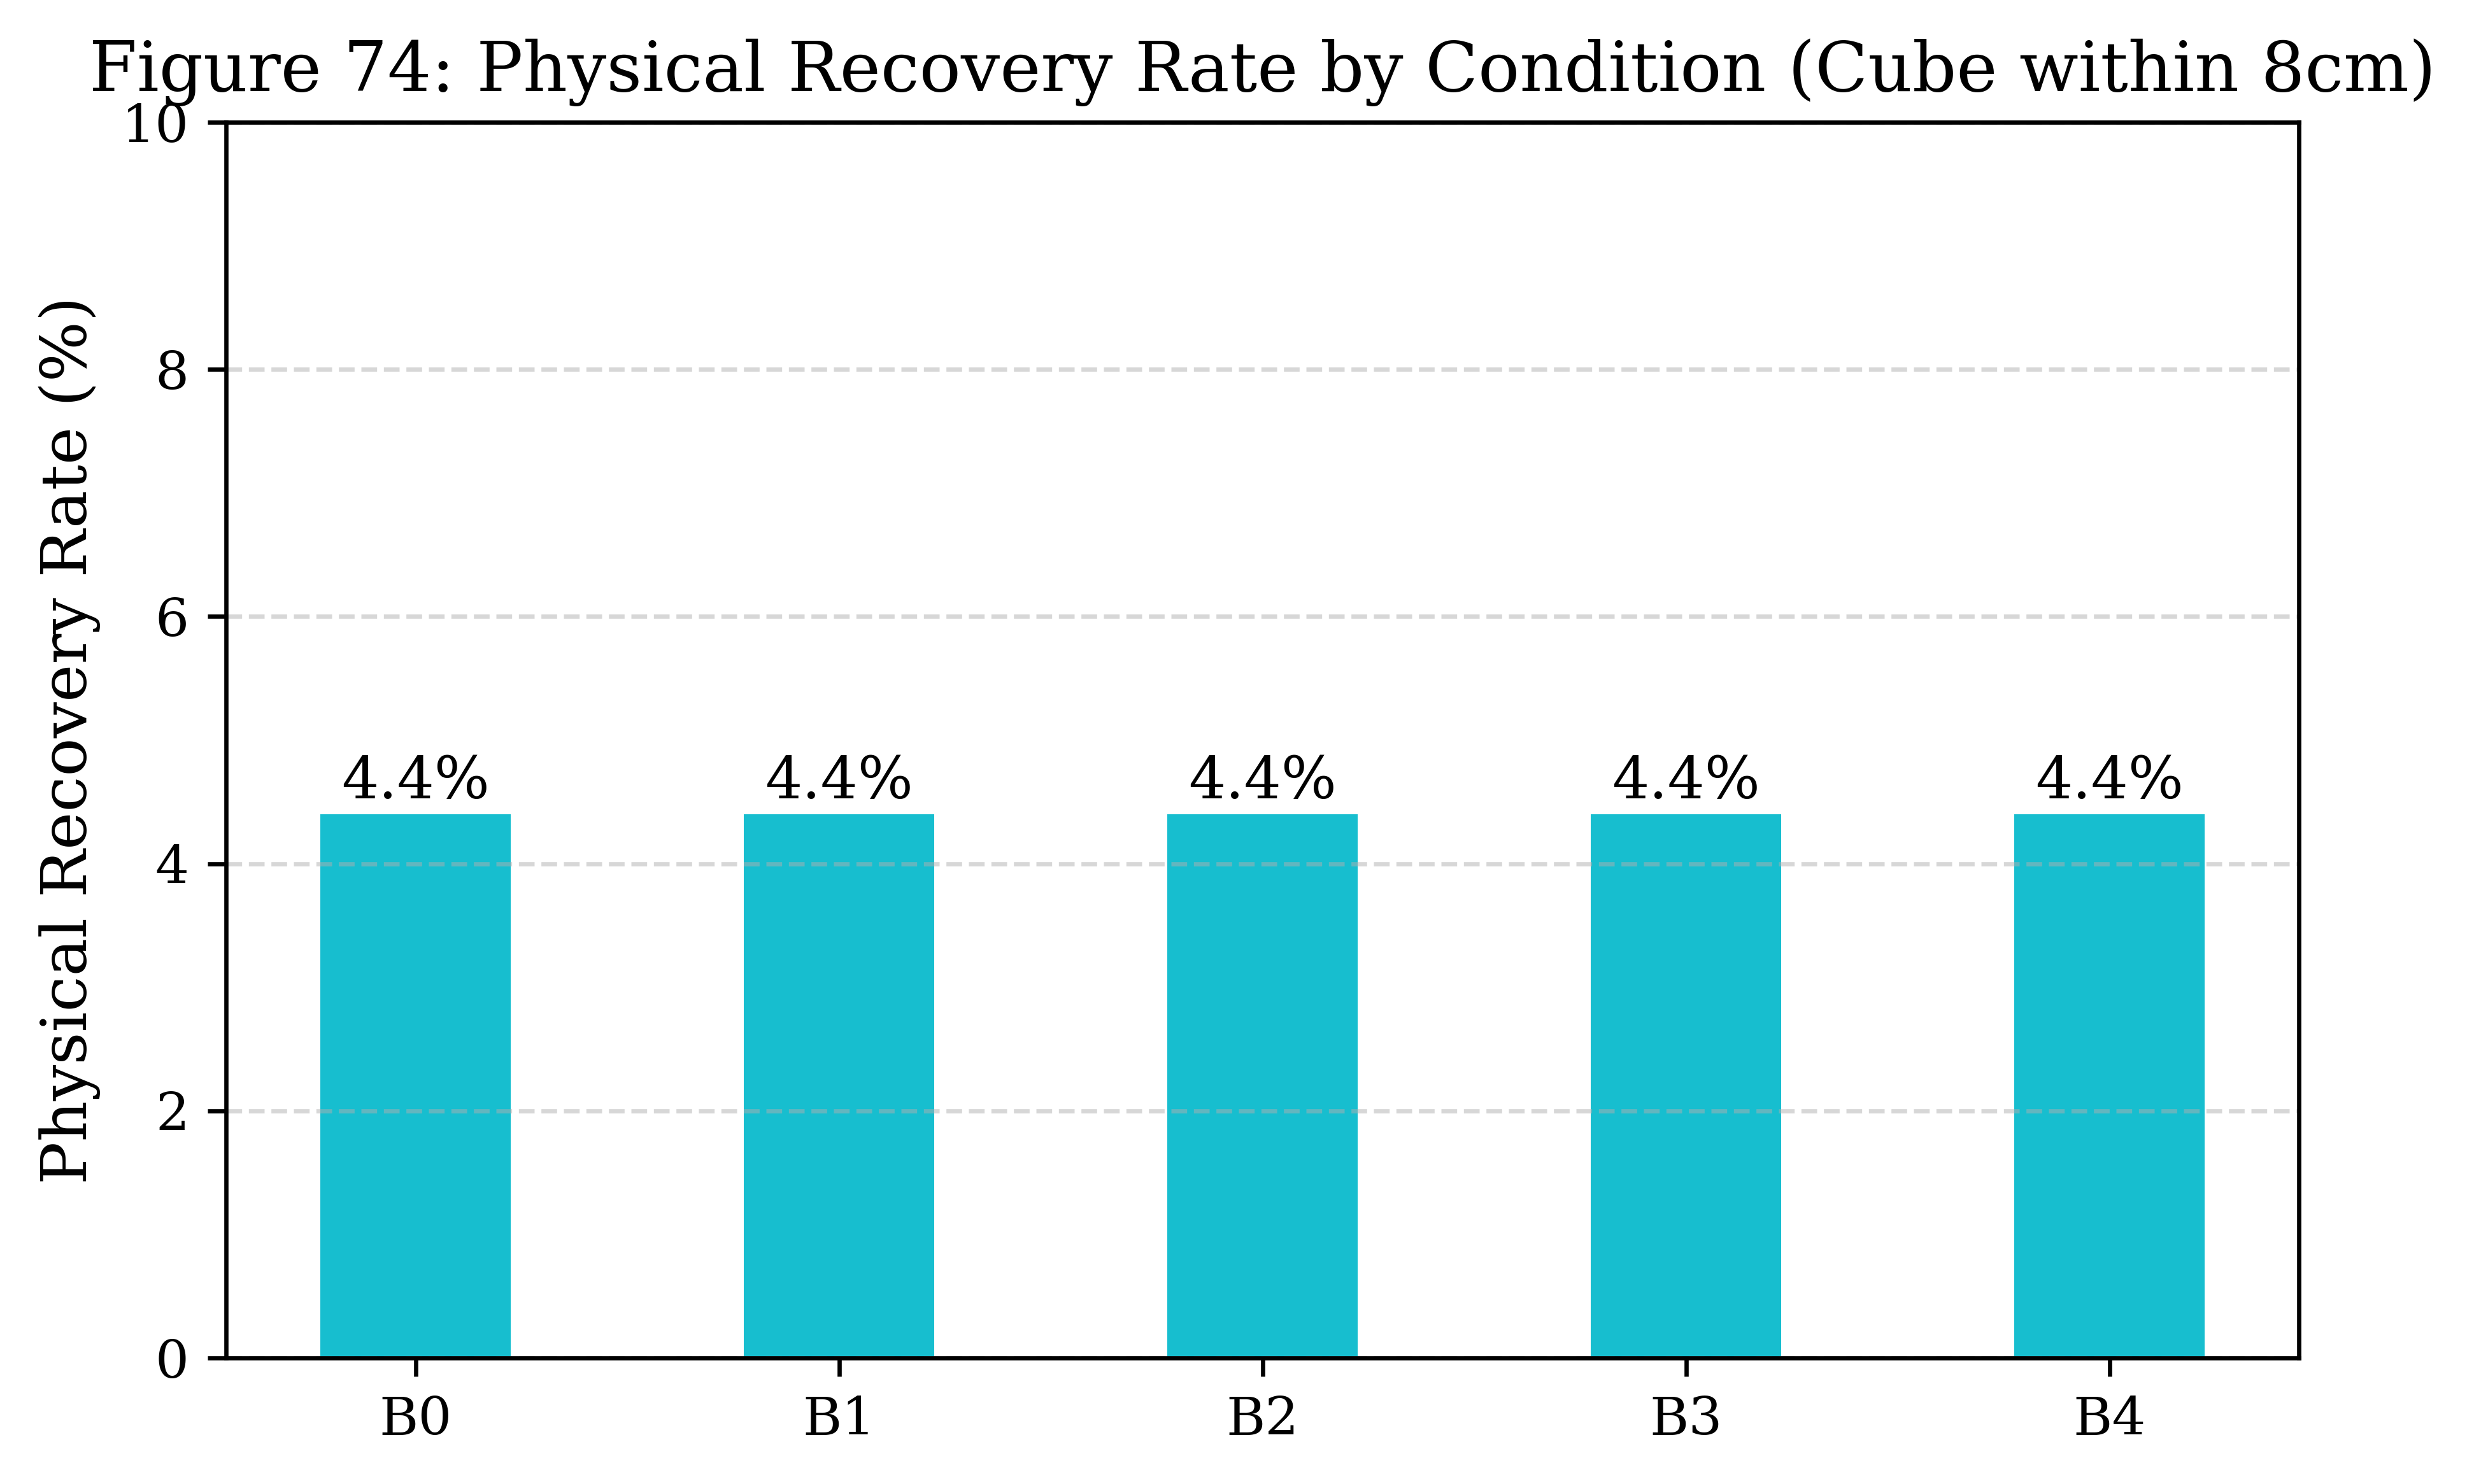 Figure 74: Physical Recovery Rate by Condition (Cube within 8cm)
Physical Recovery Rate (%)
10
8
6
4
2
0
4.4%
4.4%
4.4%
4.4%
4.4%
B0
B1
B2
B3
B4